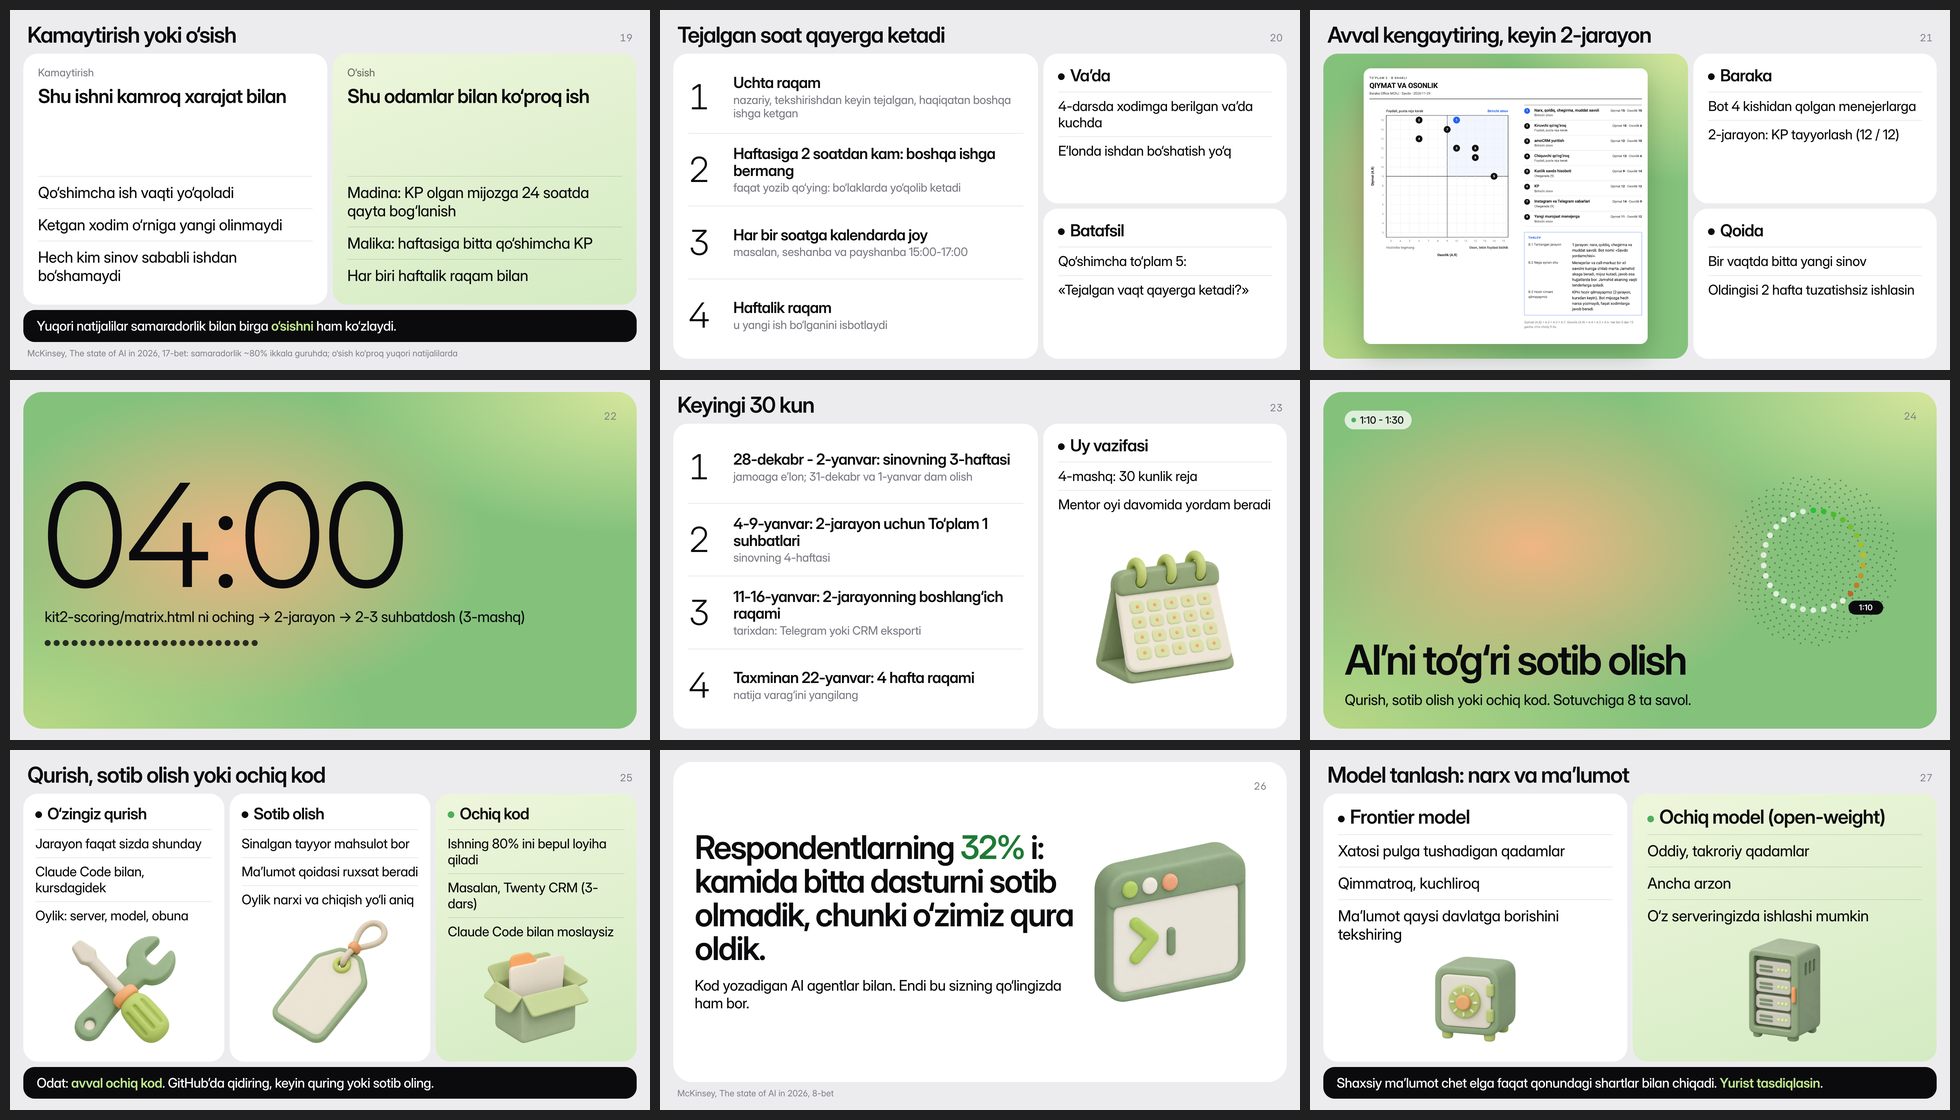 Kamaytirish yoki o‘sish
19
Kamaytirish
Shu ishni kamroq xarajat bilan
Qo‘shimcha ish vaqti yo‘qoladi
Ketgan xodim o‘rniga yangi olinmaydi
Hech kim sinov sababli ishdan
bo‘shamaydi
O‘sish
Shu odamlar bilan ko‘proq ish
Madina: KP olgan mijozga 24 soatda
qayta bog‘lanish
Malika: haftasiga bitta qo‘shimcha KP
Har biri haftalik raqam bilan
Yuqori natijalilar samaradorlik bilan birga o‘sishni ham ko‘zlaydi.
McKinsey, The state of AI in 2026, 17-bet: samaradorlik ~80% ikkala guruhda; o‘sish ko‘proq yuqori natijalilarda
Tejalgan soat qayerga ketadi
20
1
Uchta raqam
nazariy, tekshirishdan keyin tejalgan, haqiqatan boshqa
ishga ketgan
2
Haftasiga 2 soatdan kam: boshqa ishga
bermang
faqat yozib qo‘ying: bo‘laklarda yo‘qolib ketadi
3
Har bir soatga kalendarda joy
masalan, seshanba va payshanba 15:00-17:00
4
Haftalik raqam
u yangi ish bo‘lganini isbotlaydi
Va’da
4-darsda xodimga berilgan va’da
kuchda
E’londa ishdan bo‘shatish yo‘q
Batafsil
Qo‘shimcha to‘plam 5:
«Tejalgan vaqt qayerga ketadi?»
Avval kengaytiring, keyin 2-jarayon
21
QIYMAT VA OSONLIK
Baraka
Bot 4 kishidan qolgan menejerlarga
2-jarayon: KP tayyorlash (12 / 12)
Qoida
Bir vaqtda bitta yangi sinov
Oldingisi 2 hafta tuzatishsiz ishlasin
22
04:00
kit2-scoring/matrix.html ni oching → 2-jarayon → 2-3 suhbatdosh (3-mashq)
Keyingi 30 kun
23
1
28-dekabr - 2-yanvar: sinovning 3-haftasi
jamoaga e’lon; 31-dekabr va 1-yanvar dam olish
2
4-9-yanvar: 2-jarayon uchun To‘plam 1
suhbatlari
sinovning 4-haftasi
3
11-16-yanvar: 2-jarayonning boshlang‘ich
raqami
tarixdan: Telegram yoki CRM eksporti
4
Taxminan 22-yanvar: 4 hafta raqami
natija varag‘ini yangilang
Uy vazifasi
4-mashq: 30 kunlik reja
Mentor oyi davomida yordam beradi
1:10 - 1:30
24
1:10
AI’ni to‘g‘ri sotib olish
Qurish, sotib olish yoki ochiq kod. Sotuvchiga 8 ta savol.
Qurish, sotib olish yoki ochiq kod
25
O‘zingiz qurish
Jarayon faqat sizda shunday
Claude Code bilan,
kursdagidek
Oylik: server, model, obuna
Sotib olish
Sinalgan tayyor mahsulot bor
Ma’lumot qoidasi ruxsat beradi
Oylik narxi va chiqish yo‘li aniq
Ochiq kod
Ishning 80% ini bepul loyiha
qiladi
Masalan, Twenty CRM (3-
dars)
Claude Code bilan moslaysiz
Odat: avval ochiq kod. GitHub’da qidiring, keyin quring yoki sotib oling.
26
Respondentlarning 32% i:
kamida bitta dasturni sotib
olmadik, chunki o‘zimiz qura
oldik.
Kod yozadigan AI agentlar bilan. Endi bu sizning qo‘lingizda
ham bor.
McKinsey, The state of AI in 2026, 8-bet
Model tanlash: narx va ma’lumot
27
Frontier model
Xatosi pulga tushadigan qadamlar
Qimmatroq, kuchliroq
Ma’lumot qaysi davlatga borishini
tekshiring
Ochiq model (open-weight)
Oddiy, takroriy qadamlar
Ancha arzon
O‘z serveringizda ishlashi mumkin
Shaxsiy ma’lumot chet elga faqat qonundagi shartlar bilan chiqadi. Yurist tasdiqlasin.